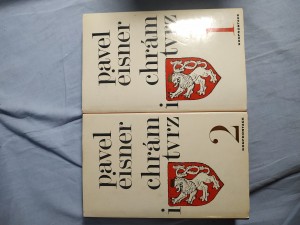 pavel
eisner
chrám
i tvrz
1
pavel
eisner
chrám
i tvrz
2